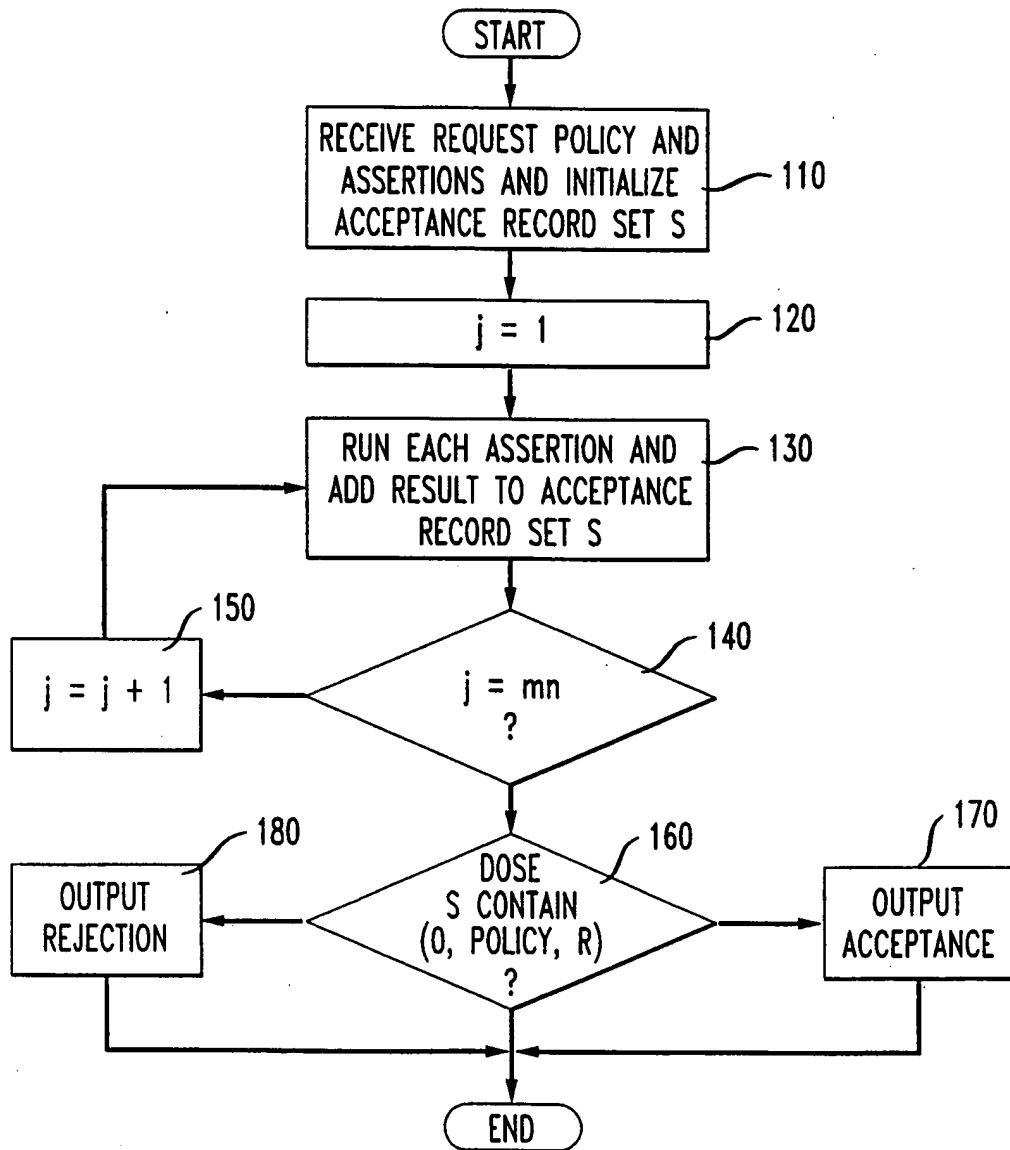 START
RECEIVE REQUEST POLICY AND
ASSERTIONS AND INITIALIZE
ACCEPTANCE RECORD SET S
110
j = 1
120
RUN EACH ASSERTION AND
ADD RESULT TO ACCEPTANCE
RECORD SET S
130
150
j = j + 1
140
j = mn
?
180
OUTPUT
REJECTION
160
DOSE
S CONTAIN
(0, POLICY, R)
?
170
OUTPUT
ACCEPTANCE
END